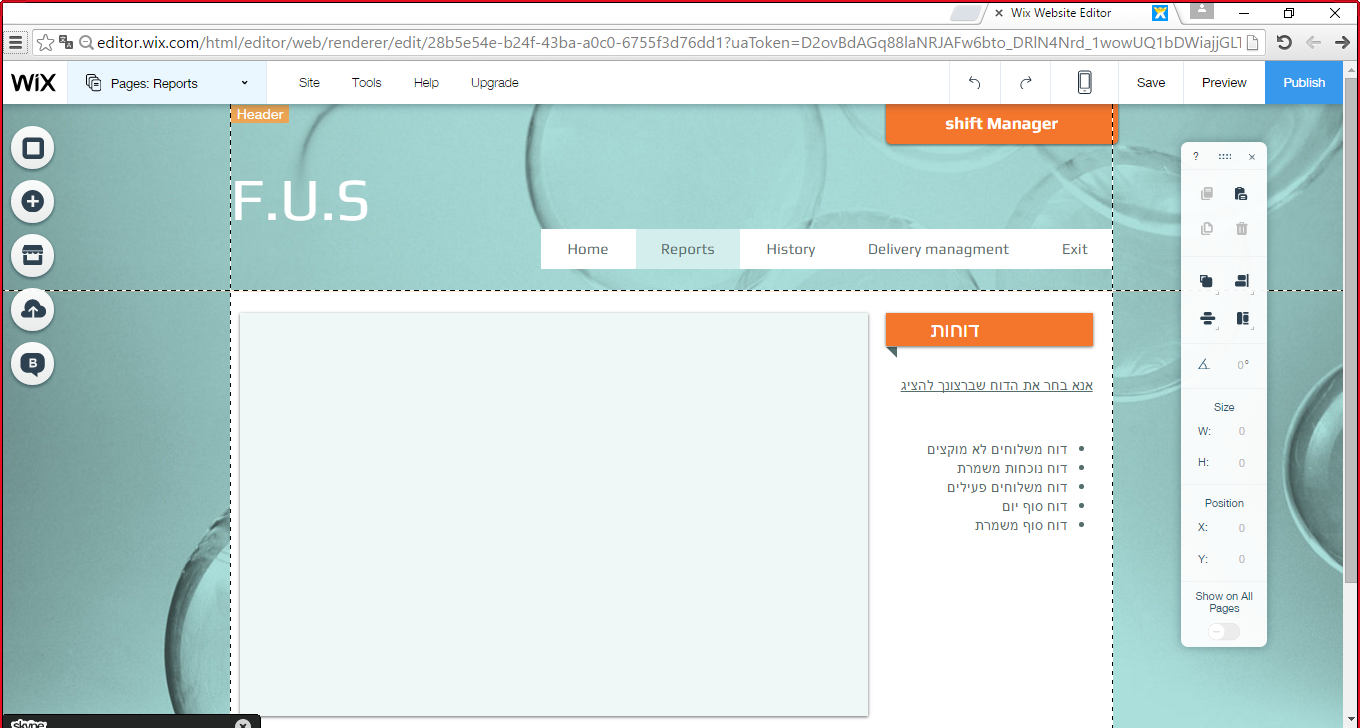 Wix Website Editor
editor.wix.com/html/editor/web/renderer/edit/28b5e54e-b24f-43ba-a0c0-6755f3d76dd1?uaToken=D2ovBdAGq88laNRJAFw6bto_DRlN4Nrd_1wowUQ1bDWiajjGLT
WiX Pages: Reports Site Tools Help Upgrade Save Preview Publish
Header
shift Manager
F.U.S
Home Reports History Delivery managment Exit
דוחות
אנא בחר את הדוח שברצונך להציג
• דוח משלוחים לא מוקצים
• דוח נוכחות משמרת
• דוח משלוחים פעילים
• דוח סוף יום
• דוח סוף משמרת
B
?
0°
Size
W: 0
H: 0
Position
X: 0
Y: 0
Show on All
Pages
skype